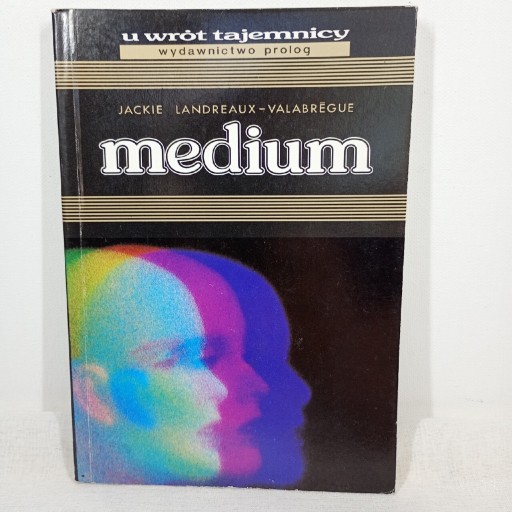 u wrót tajemnicy
wydawnictwo prolog
JACKIE LANDREAUX-VALABRÈGUE
medium